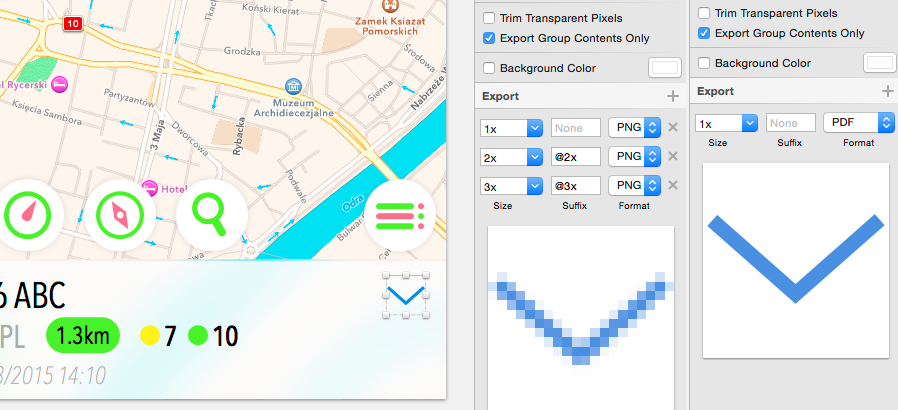 10
Tkac
Koński Kierat
Zamek Ksiazat
Pomorskich
Grodzka
el Rycerski
Muzeum
Archidiecezjalne
Środowa
Sienna
Nabrzeże
Partyzantów
Księcia Sambora
3 Maja
Dworcowa
Rybacka
Hotel
Podwale
Odra
Bulwar
6 ABC
PL
1.3km
7
10
8/2015 14:10
Trim Transparent Pixels
Export Group Contents Only
Background Color
Export
1x
None
PNG
2x
@2x
PNG
3x
@3x
PNG
Size
Suffix
Format
Trim Transparent Pixels
Export Group Contents Only
Background Color
Export
1x
None
PDF
Size
Suffix
Format